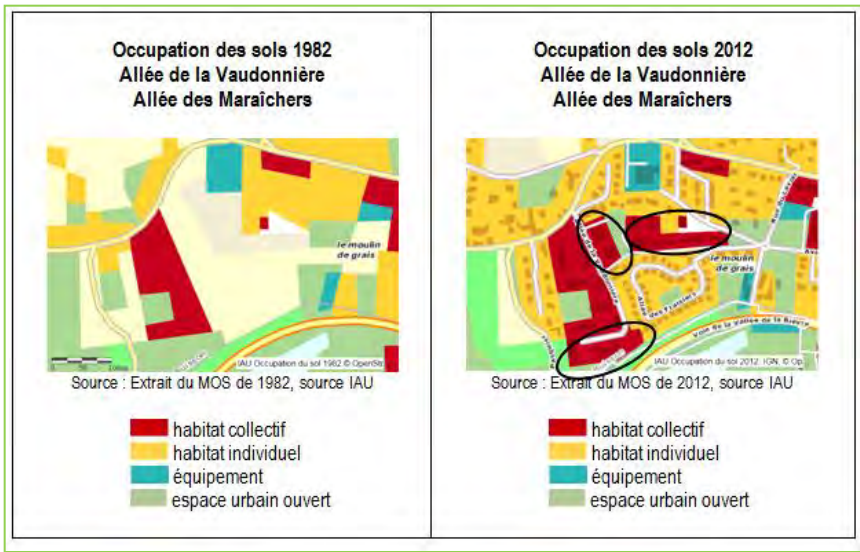 Occupation des sols 1982
Allée de la Vaudonnière
Allée des Maraîchers
le moulin
de grais
IAU Occupation du sol 1982 © OpenStr
Source : Extrait du MOS de 1982, source IAU
habitat collectif
habitat individuel
équipement
espace urbain ouvert
Occupation des sols 2012
Allée de la Vaudonnière
Allée des Maraîchers
le moulin
de grais
Voie de la Vallée de la Bièvre
IAU Occupation du sol 2012. IGN, © Op
Source : Extrait du MOS de 2012, source IAU
habitat collectif
habitat individuel
équipement
espace urbain ouvert